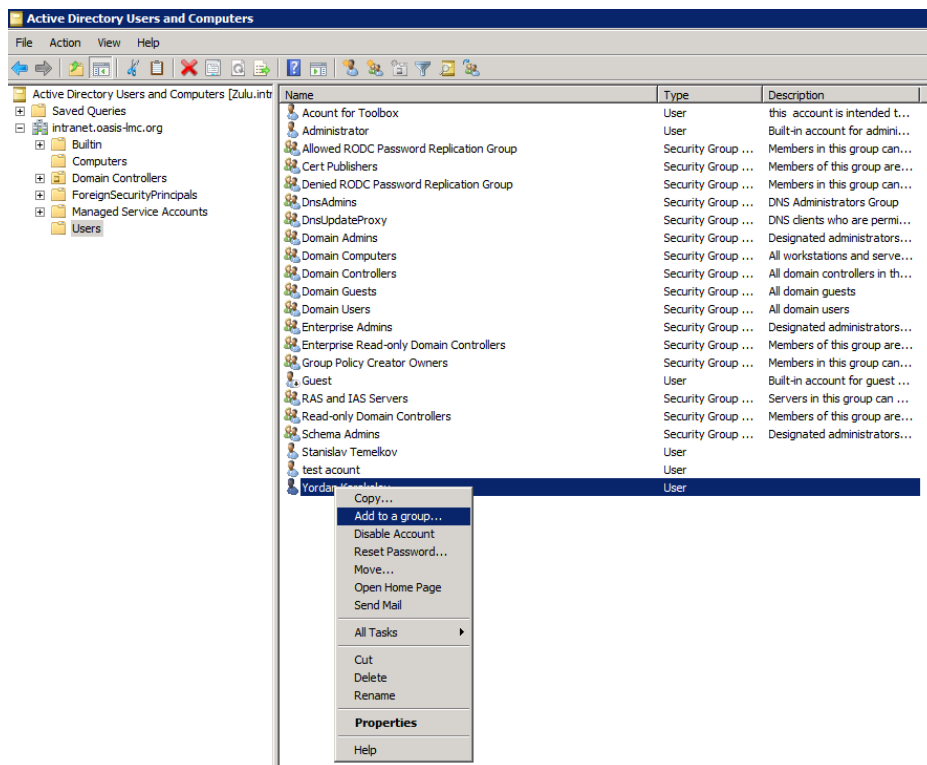 Active Directory Users and Computers
File Action View Help
Active Directory Users and Computers [Zulu.intr
Saved Queries
intranet.oasis-lmc.org
Builtin
Computers
Domain Controllers
ForeignSecurityPrincipals
Managed Service Accounts
Users
Name Type Description
Acount for Toolbox User this account is intended t...
Administrator User Built-in account for admini...
Allowed RODC Password Replication Group Security Group ... Members in this group can...
Cert Publishers Security Group ... Members of this group are...
Denied RODC Password Replication Group Security Group ... Members in this group can...
DnsAdmins Security Group ... DNS Administrators Group
DnsUpdateProxy Security Group ... DNS clients who are permi...
Domain Admins Security Group ... Designated administrators...
Domain Computers Security Group ... All workstations and serve...
Domain Controllers Security Group ... All domain controllers in th...
Domain Guests Security Group ... All domain guests
Domain Users Security Group ... All domain users
Enterprise Admins Security Group ... Designated administrators...
Enterprise Read-only Domain Controllers Security Group ... Members of this group are...
Group Policy Creator Owners Security Group ... Members in this group can...
Guest User Built-in account for guest ...
RAS and IAS Servers Security Group ... Servers in this group can ...
Read-only Domain Controllers Security Group ... Members of this group are...
Schema Admins Security Group ... Designated administrators...
Stanislav Temelkov User
test acount User
Yordan User
Copy...
Add to a group...
Disable Account
Reset Password...
Move...
Open Home Page
Send Mail
All Tasks
Cut
Delete
Rename
Properties
Help